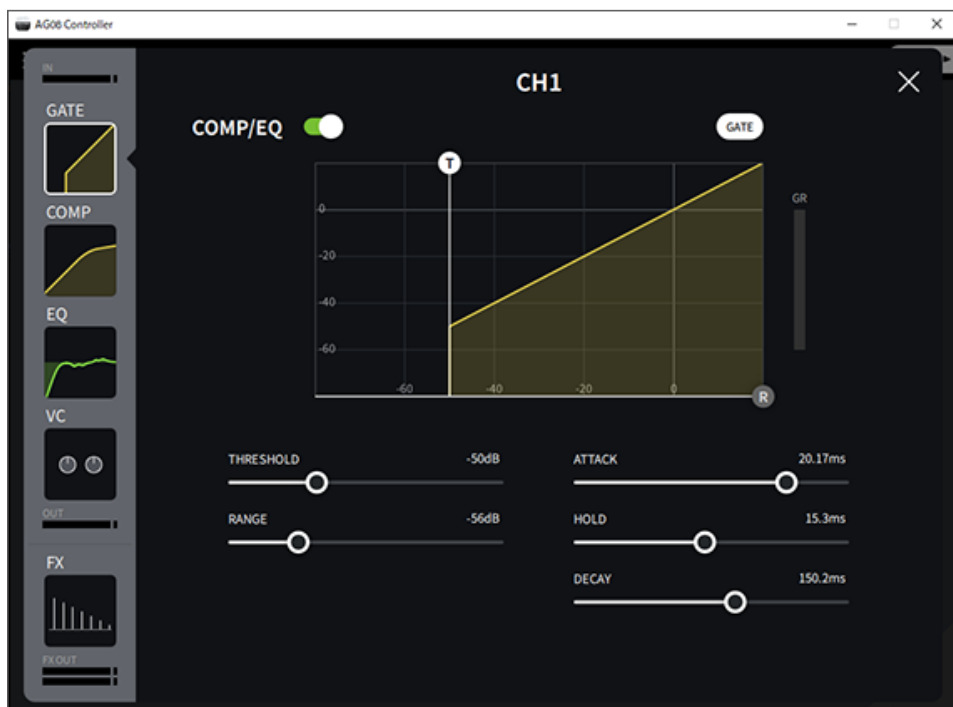 AG08 Controller
IN
GATE
COMP
EQ
VC
OUT
FX
FX OUT
CH1
COMP/EQ
GATE
T
GR
0
-20
-40
-60
-60
-40
-20
0
R
THRESHOLD -50dB
RANGE -56dB
ATTACK 20.17ms
HOLD 15.3ms
DECAY 150.2ms